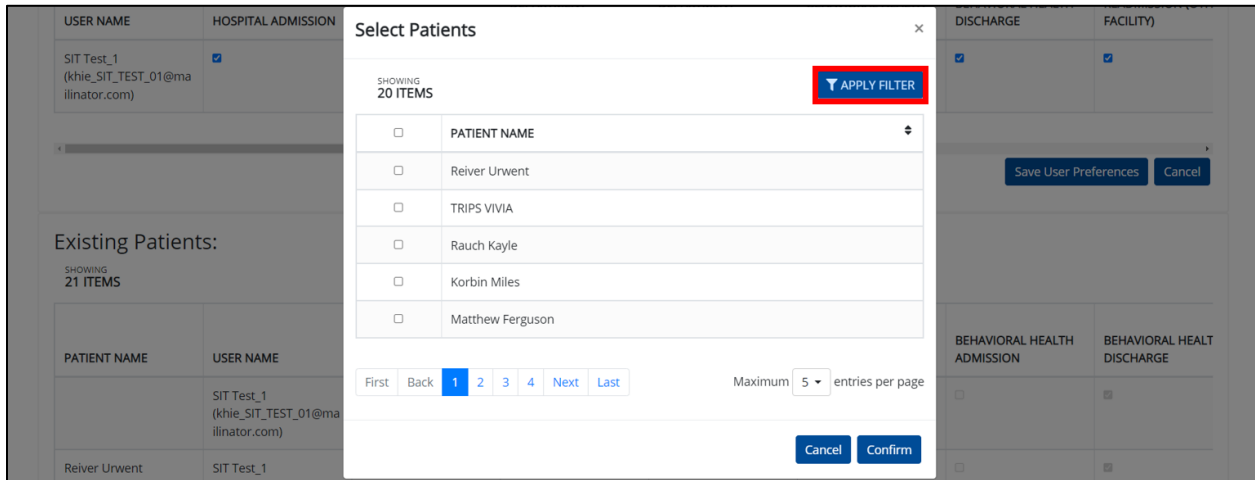 USER NAME
HOSPITAL ADMISSION
DISCHARGE
FACILITY)
SIT Test_1
(khie_SIT_TEST_01@ma
ilinator.com)
Select Patients
×
SHOWING
20 ITEMS
APPLY FILTER
PATIENT NAME
Reiver Urwent
TRIPS VIVIA
Rauch Kayle
Korbin Miles
Matthew Ferguson
First Back 1 2 3 4 Next Last
Maximum 5 entries per page
Cancel Confirm
Save User Preferences Cancel
Existing Patients:
SHOWING
21 ITEMS
PATIENT NAME
USER NAME
BEHAVIORAL HEALTH
ADMISSION
BEHAVIORAL HEALT
DISCHARGE
SIT Test_1
(khie_SIT_TEST_01@ma
ilinator.com)
Reiver Urwent
SIT Test_1